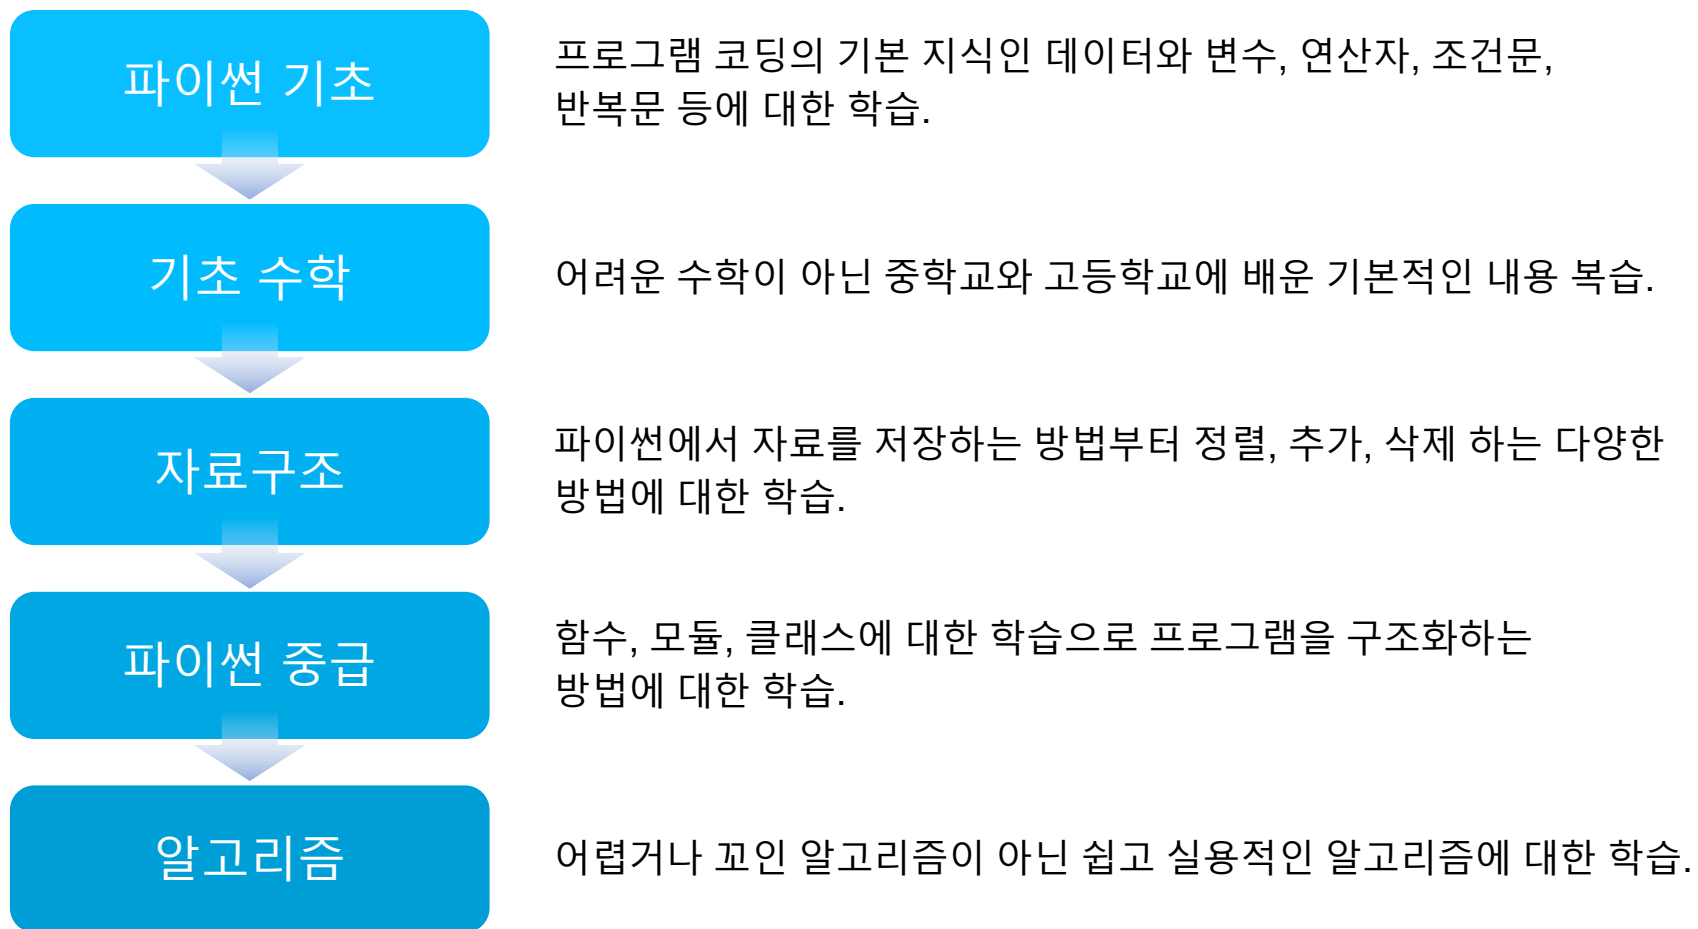 파이썬 기초
프로그램 코딩의 기본 지식인 데이터와 변수, 연산자, 조건문,
반복문 등에 대한 학습.
기초 수학
어려운 수학이 아닌 중학교와 고등학교에 배운 기본적인 내용 복습.
자료구조
파이썬에서 자료를 저장하는 방법부터 정렬, 추가, 삭제 하는 다양한
방법에 대한 학습.
파이썬 중급
함수, 모듈, 클래스에 대한 학습으로 프로그램을 구조화하는
방법에 대한 학습.
알고리즘
어렵거나 꼬인 알고리즘이 아닌 쉽고 실용적인 알고리즘에 대한 학습.